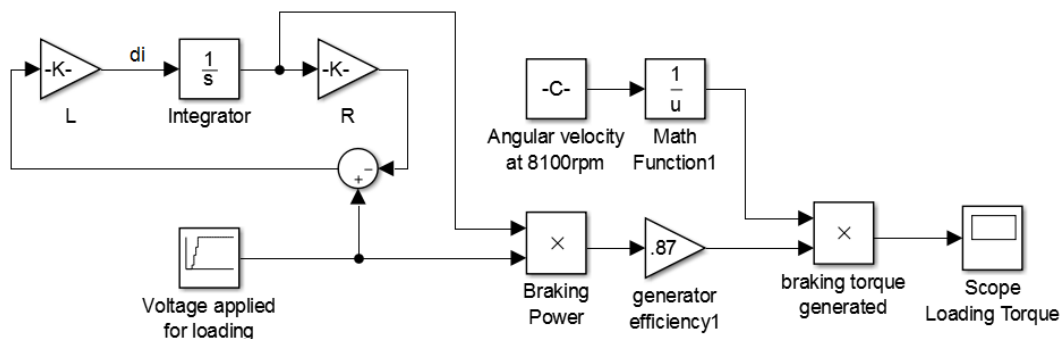 -K-
L
di
1
s
Integrator
-K-
R
-C-
Angular velocity
at 8100rpm
1
u
Math
Function1
+
−
Voltage applied
for loading
×
Braking
Power
.87
generator
efficiency1
×
braking torque
generated
Scope
Loading Torque